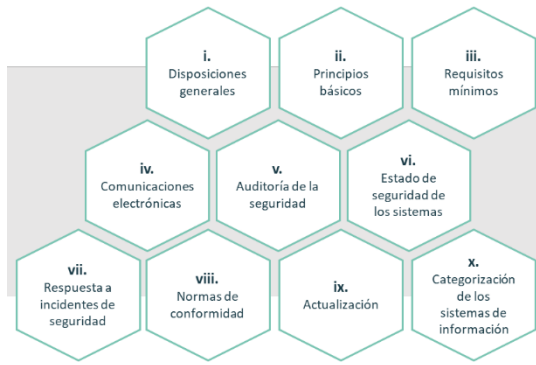 i.
Disposiciones
generales
ii.
Principios
básicos
iii.
Requisitos
mínimos
iv.
Comunicaciones
electrónicas
v.
Auditoría de la
seguridad
vi.
Estado de
seguridad de
los sistemas
vii.
Respuesta a
incidentes de
seguridad
viii.
Normas de
conformidad
ix.
Actualización
x.
Categorización
de los
sistemas de
información